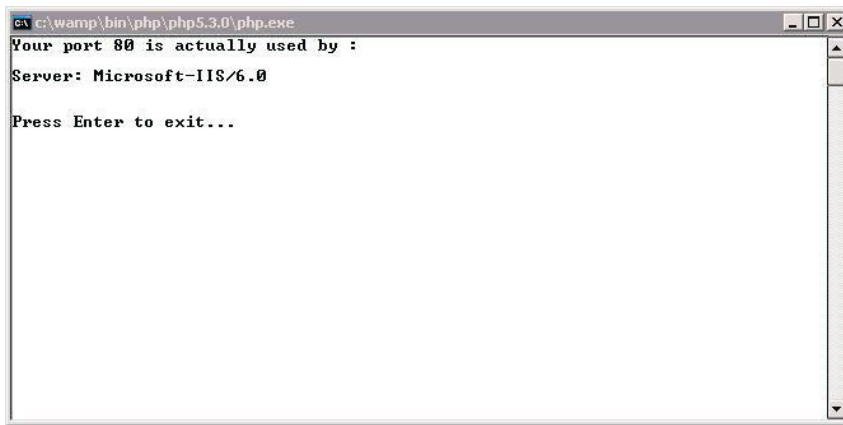 c:\wamp\bin\php\php5.3.0\php.exe
Your port 80 is actually used by :
Server: Microsoft-IIS/6.0
Press Enter to exit...